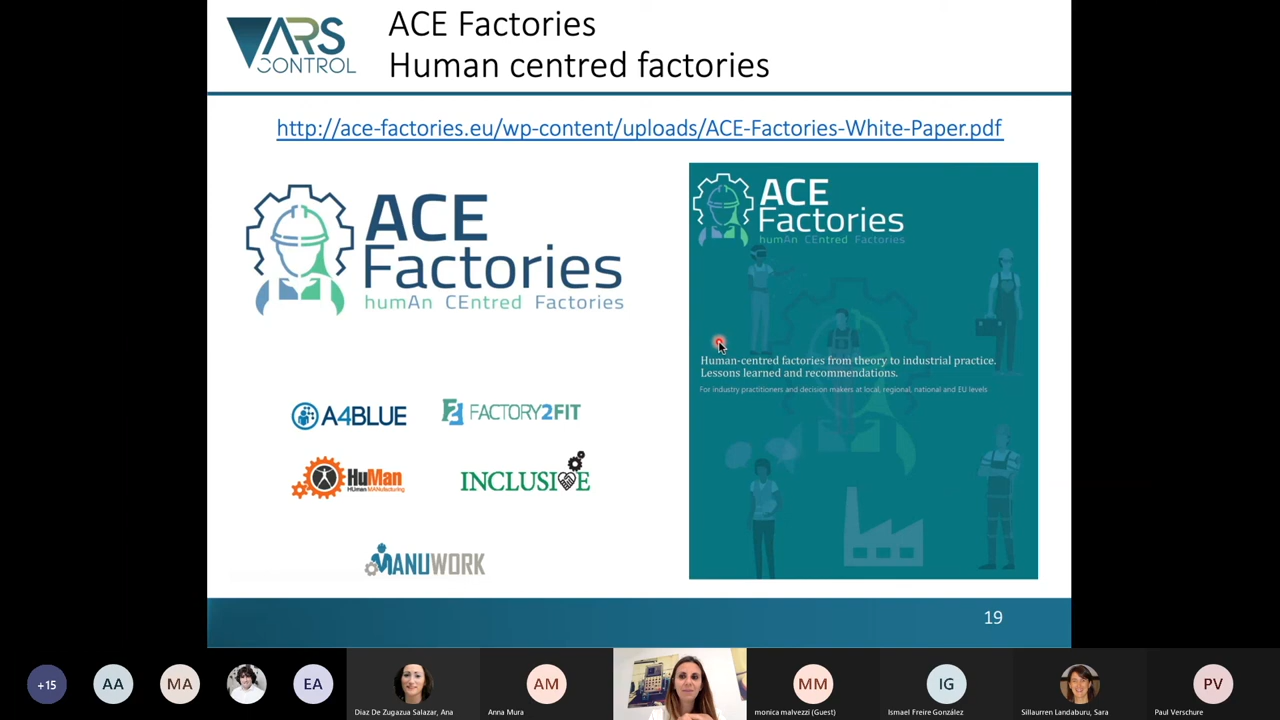 ARS
CONTROL
ACE Factories
Human centred factories
http://ace-factories.eu/wp-content/uploads/ACE-Factories-White-Paper.pdf
ACE
Factories
humAn CEntred Factories
A4BLUE
FACTORY2FIT
HuMan
HUman MANufacturing
INCLUSIVE
MANUWORK
ACE
Factories
humAn CEntred Factories
Human-centred factories from theory to industrial practice.
Lessons learned and recommendations.
For industry practitioners and decision makers at local, regional, national and EU levels
19
+15
AA
MA
EA
Diaz De Zugazua Salazar, Ana
AM
Anna Mura
MM
monica malvezzi (Guest)
IG
Ismael Freire González
Sillaurren Landaburu, Sara
PV
Paul Verschure